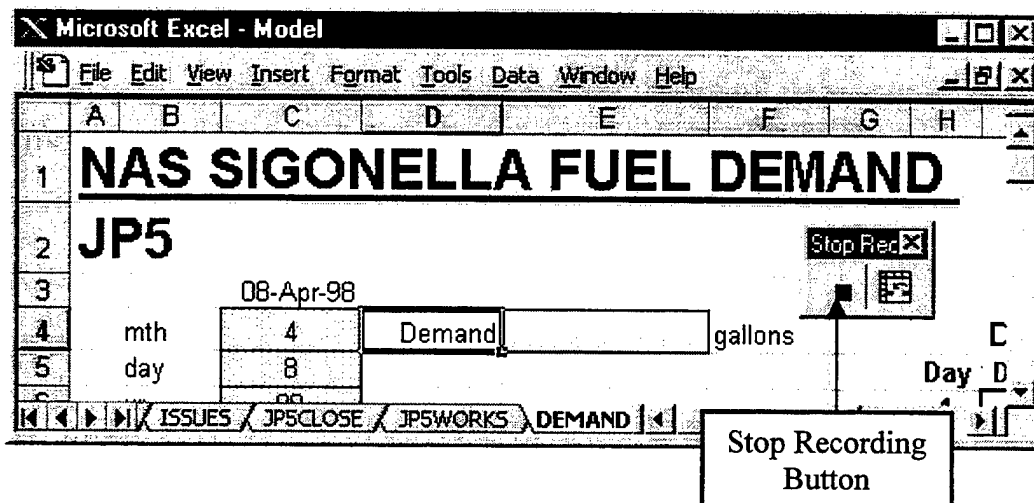 Microsoft Excel - Model
File Edit View Insert Format Tools Data Window Help
A B C D E F G H
1 NAS SIGONELLA FUEL DEMAND
2 JP5
Stop Rec
3 08-Apr-98
4 mth 4 Demand gallons D
5 day 8 Day D
ISSUES JP5CLOSE JP5WORKS DEMAND
Stop Recording
Button